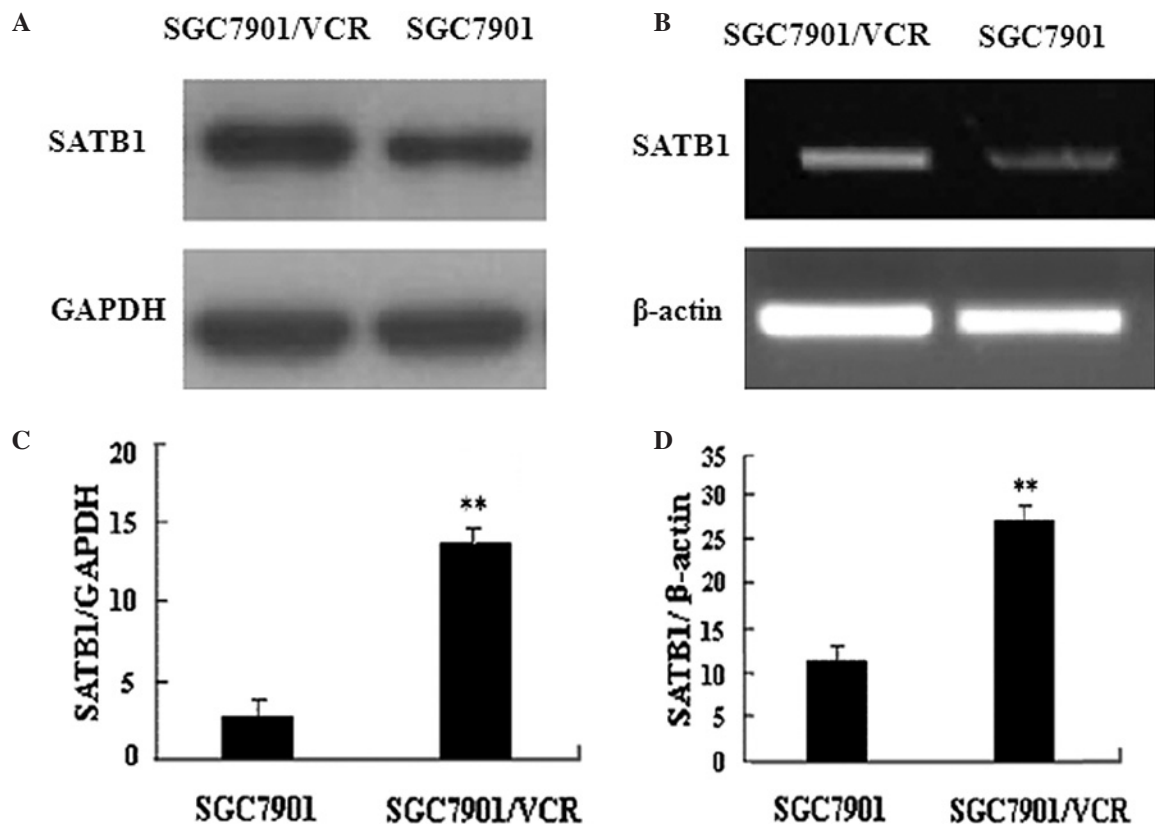 A
SGC7901/VCR SGC7901
SATB1
GAPDH
B
SGC7901/VCR SGC7901
SATB1
β-actin
C
20
15
10
5
0
SATB1/GAPDH
**
SGC7901 SGC7901/VCR
D
35
30
25
20
15
10
5
0
SATB1/ β-actin
**
SGC7901 SGC7901/VCR